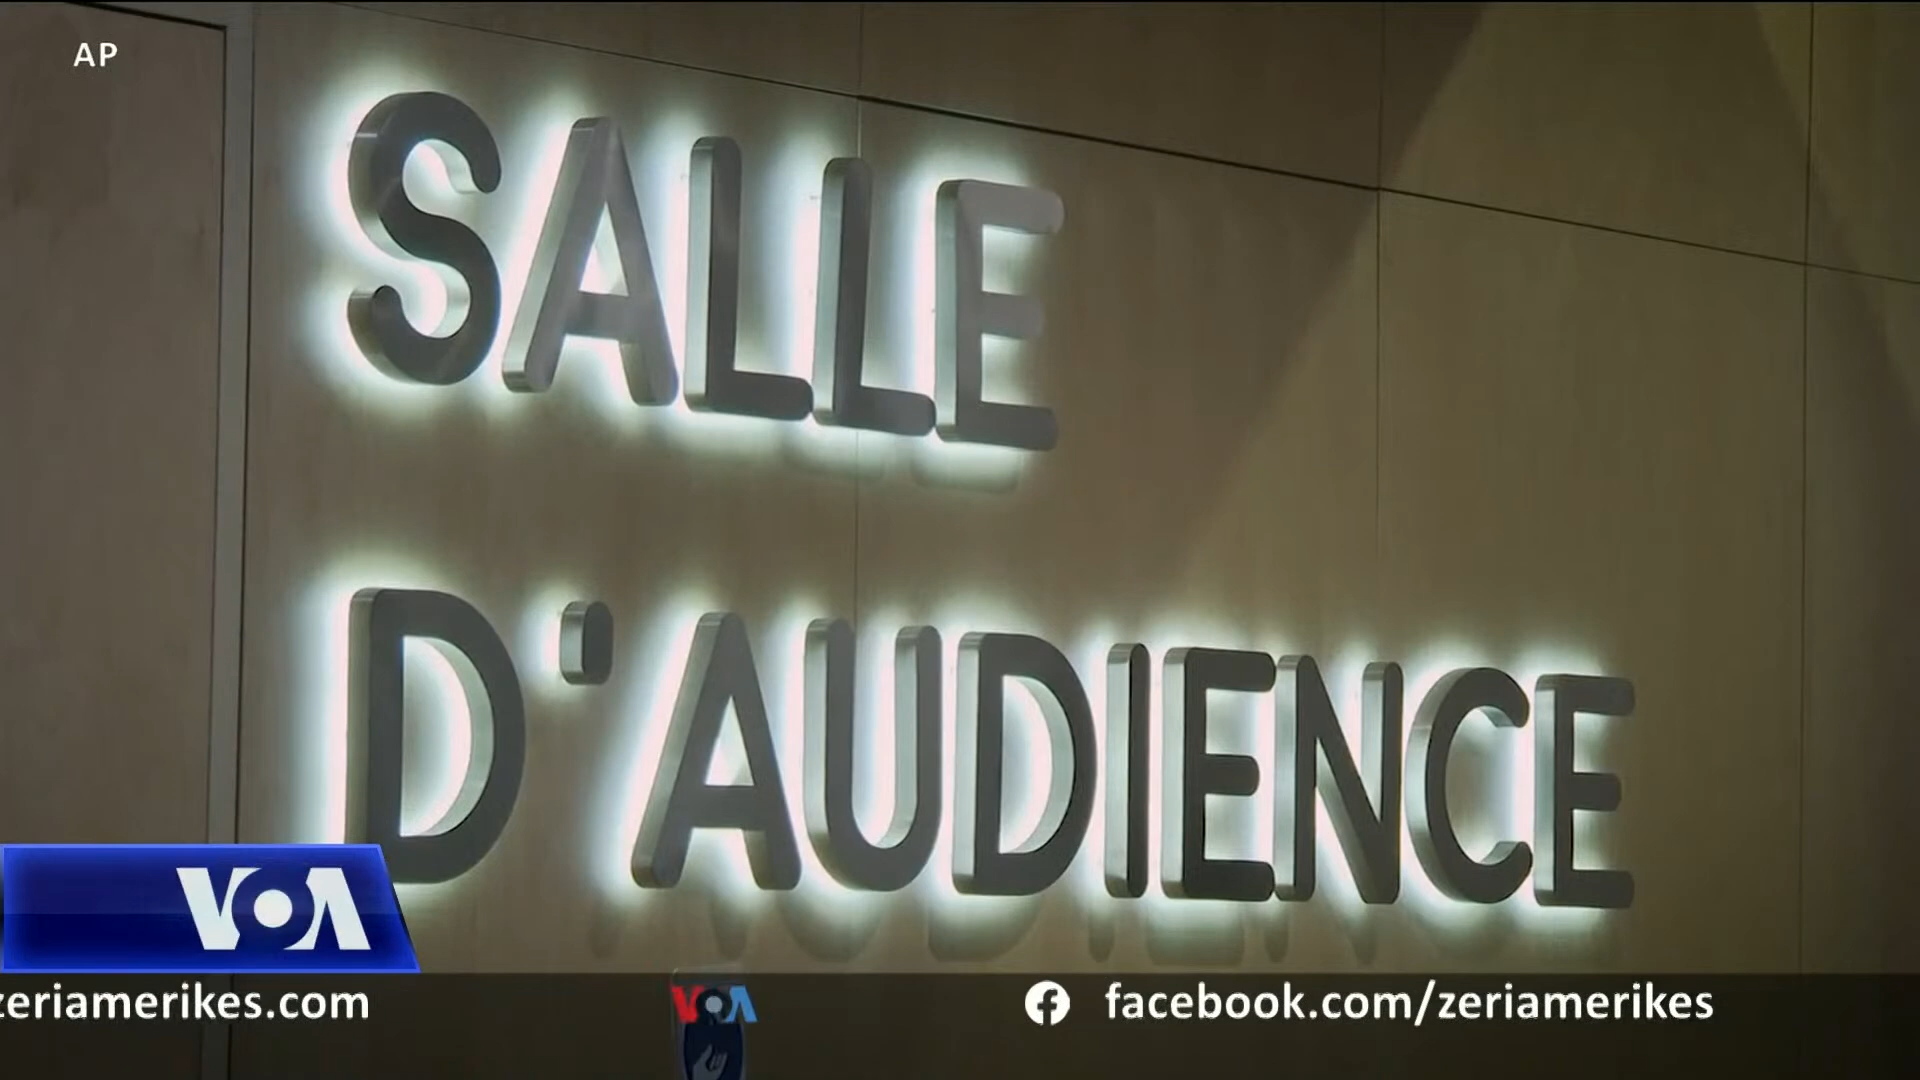 AP
SALLE
D'AUDIENCE
VOA
zeriamerikes.com
VOA
facebook.com/zeriamerikes